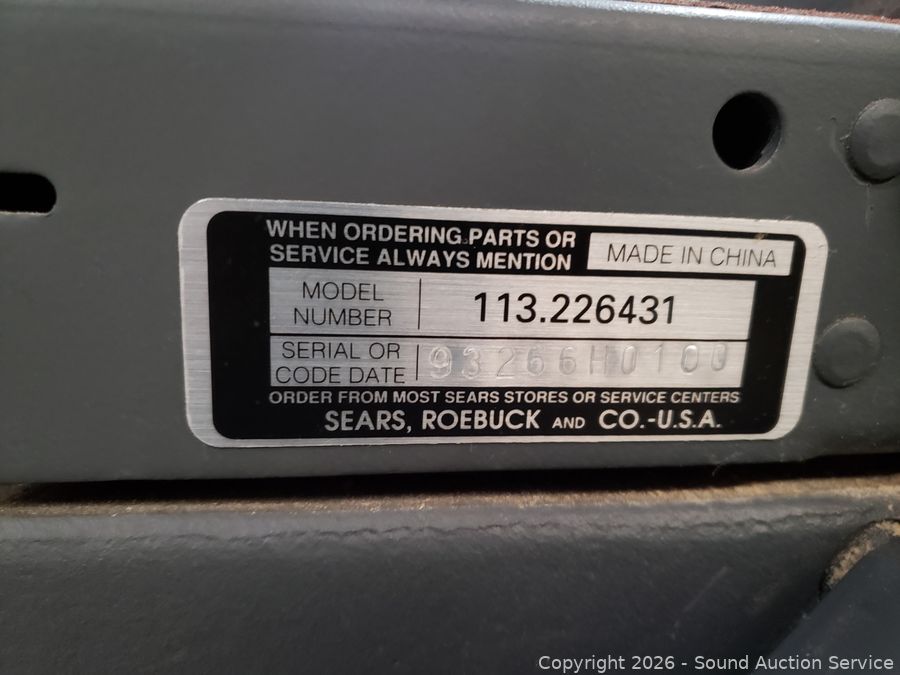 WHEN ORDERING PARTS OR
SERVICE ALWAYS MENTION
MADE IN CHINA
MODEL
NUMBER
113.226431
SERIAL OR
CODE DATE
93266H0100
ORDER FROM MOST SEARS STORES OR SERVICE CENTERS
SEARS, ROEBUCK AND CO.-U.S.A.
Copyright © 2026 - Sound Auction Service